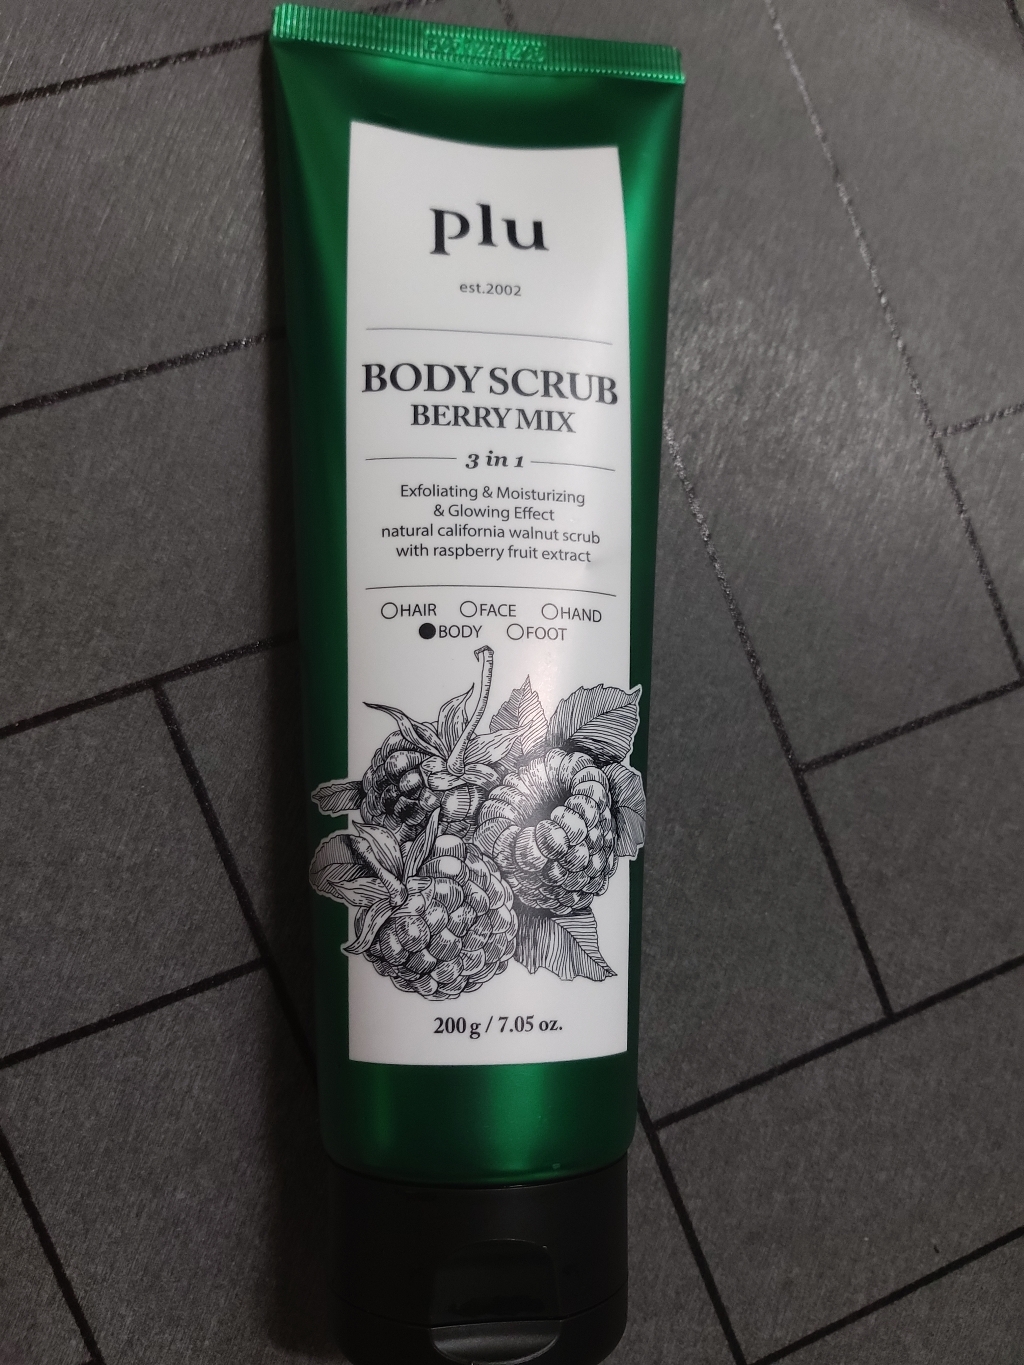 plu
est.2002
BODY SCRUB
BERRY MIX
3 in 1
Exfoliating & Moisturizing
& Glowing Effect
natural california walnut scrub
with raspberry fruit extract
HAIR FACE HAND
BODY FOOT
200g / 7.05 oz.